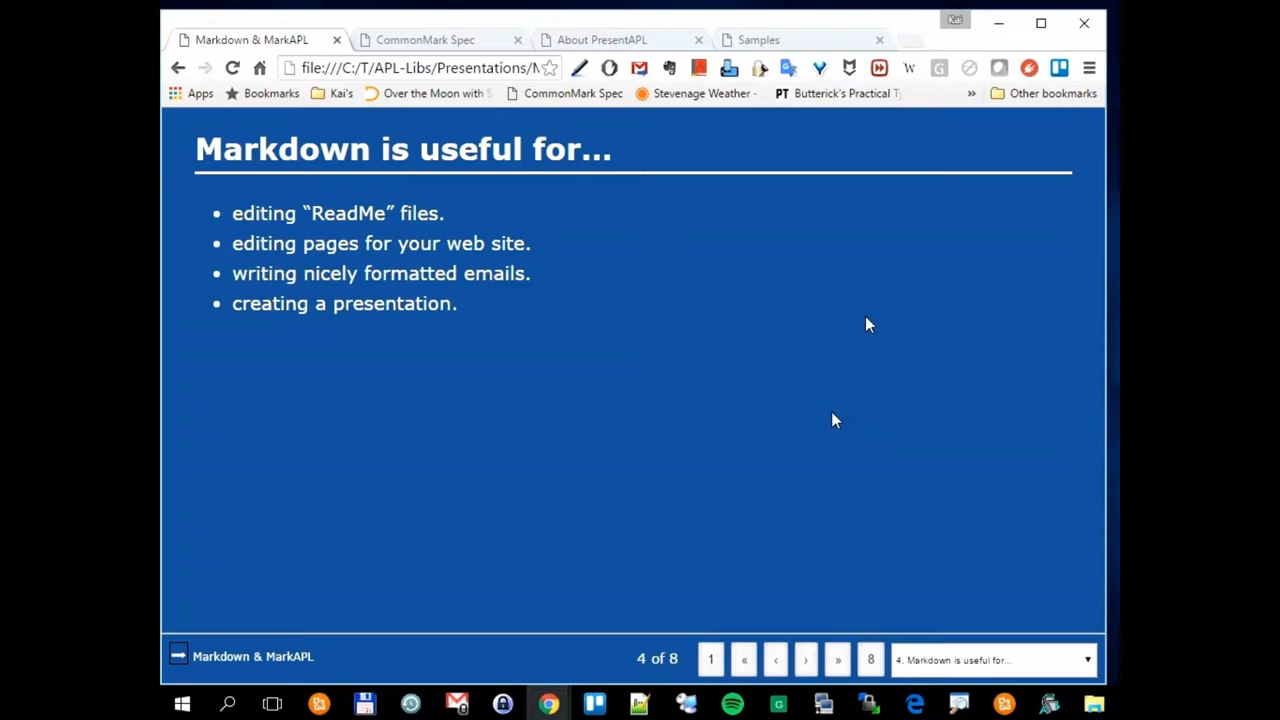 Kai
Markdown & MarkAPL
CommonMark Spec
About PresentAPL
Samples
file:///C:/T/APL-Libs/Presentations/M
Apps
Bookmarks
Kai's
Over the Moon with S
CommonMark Spec
Stevenage Weather -
PT Butterick's Practical Ty
»
Other bookmarks
Markdown is useful for...
• editing “ReadMe” files.
• editing pages for your web site.
• writing nicely formatted emails.
• creating a presentation.
Markdown & MarkAPL
4 of 8
1
«
‹
›
»
8
4. Markdown is useful for...